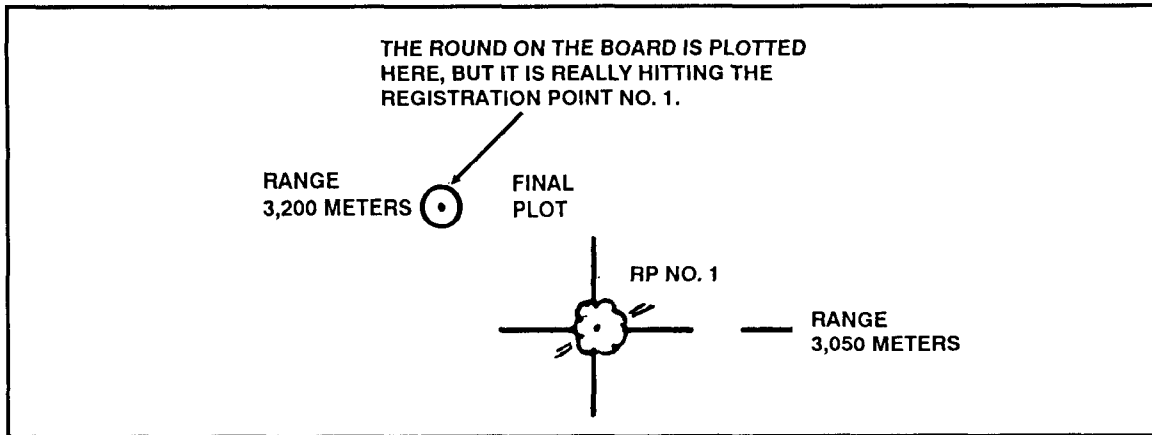 THE ROUND ON THE BOARD IS PLOTTED
HERE, BUT IT IS REALLY HITTING THE
REGISTRATION POINT NO. 1.
RANGE
3,200 METERS
FINAL
PLOT
RP NO. 1
RANGE
3,050 METERS